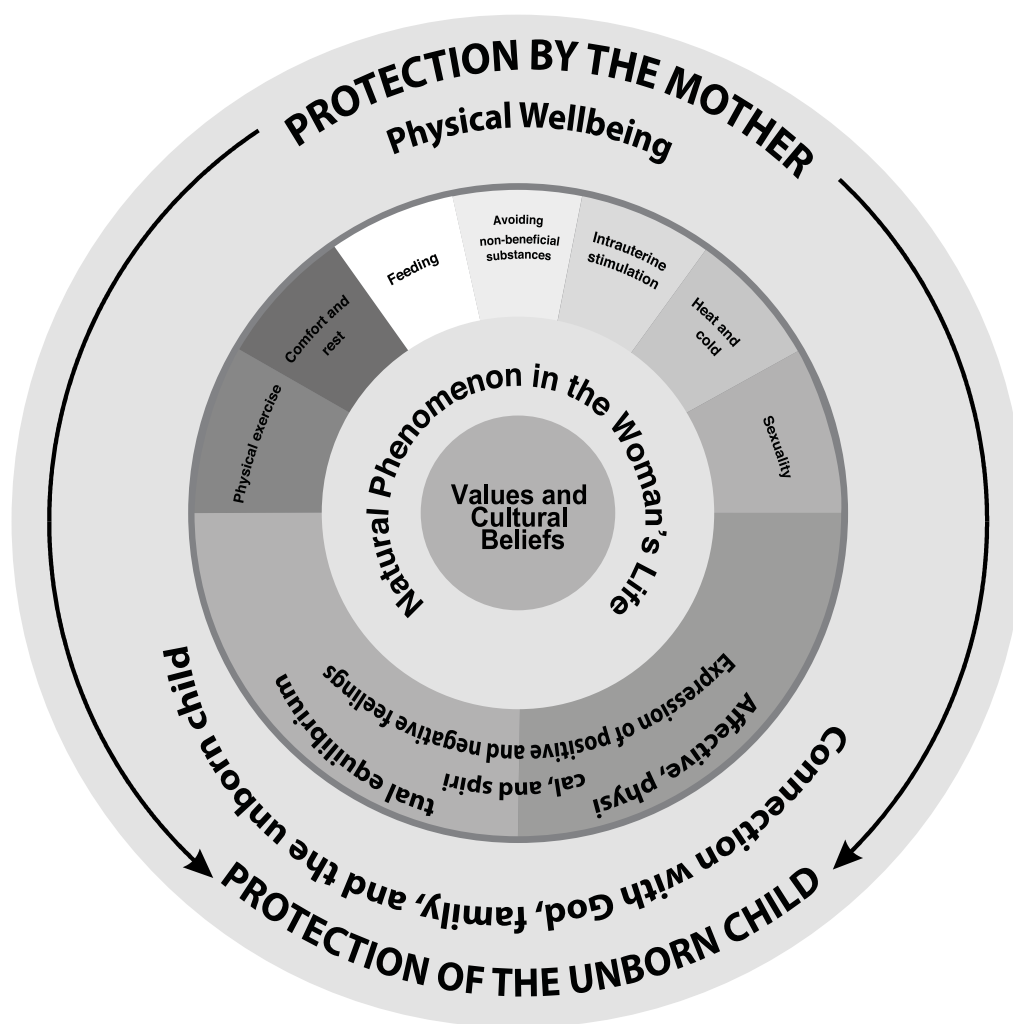 PROTECTION BY THE MOTHER
Physical Wellbeing
Physical exercise
Comfort and
rest
Feeding
Avoiding
non-beneficial
substances
Intrauterine
stimulation
Heat and
cold
Sexuality
Natural Phenomenon in the Woman's Life
Values and
Cultural
Beliefs
Expression of positive and negative feelings
Affective, physi
cal, and spiri
tual equilibrium
Connection with God, family, and the unborn child
PROTECTION OF THE UNBORN CHILD